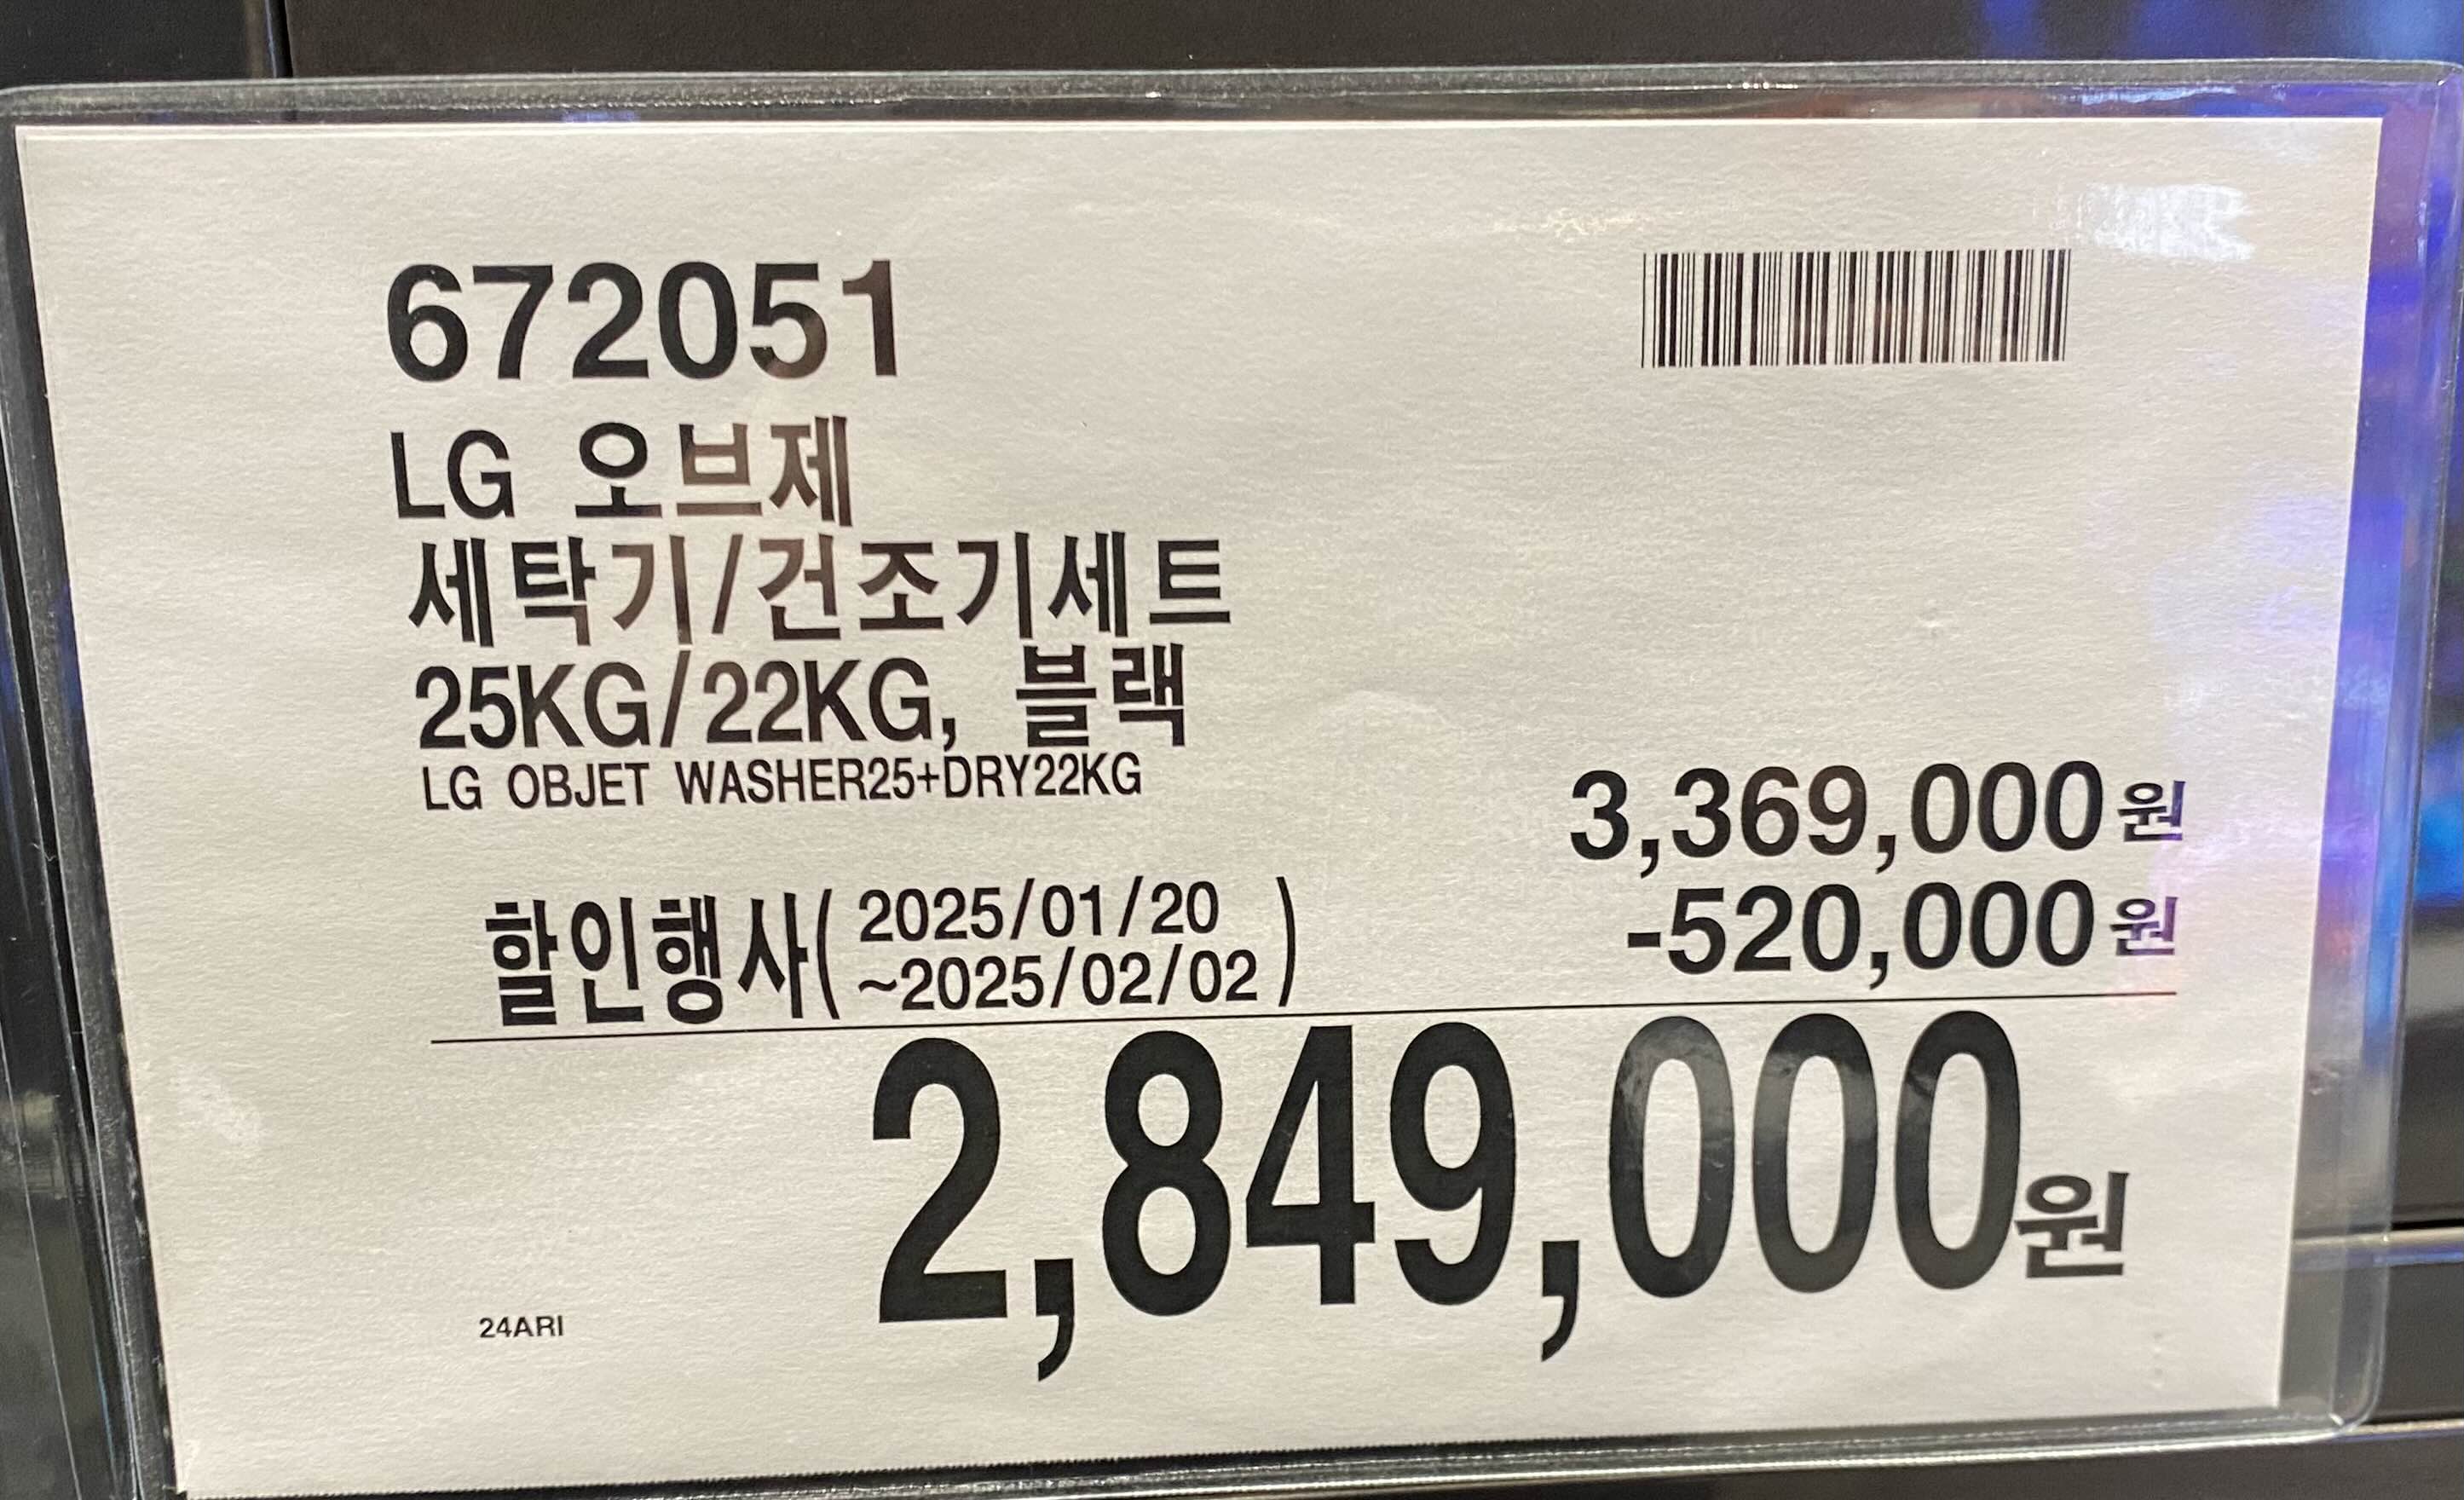 672051
LG 오브제
세탁기/건조기세트
25KG/22KG, 블랙
LG OBJET WASHER25+DRY22KG
3,369,000원
할인행사( 2025/01/20
~2025/02/02 )
-520,000원
2,849,000원
24ARI